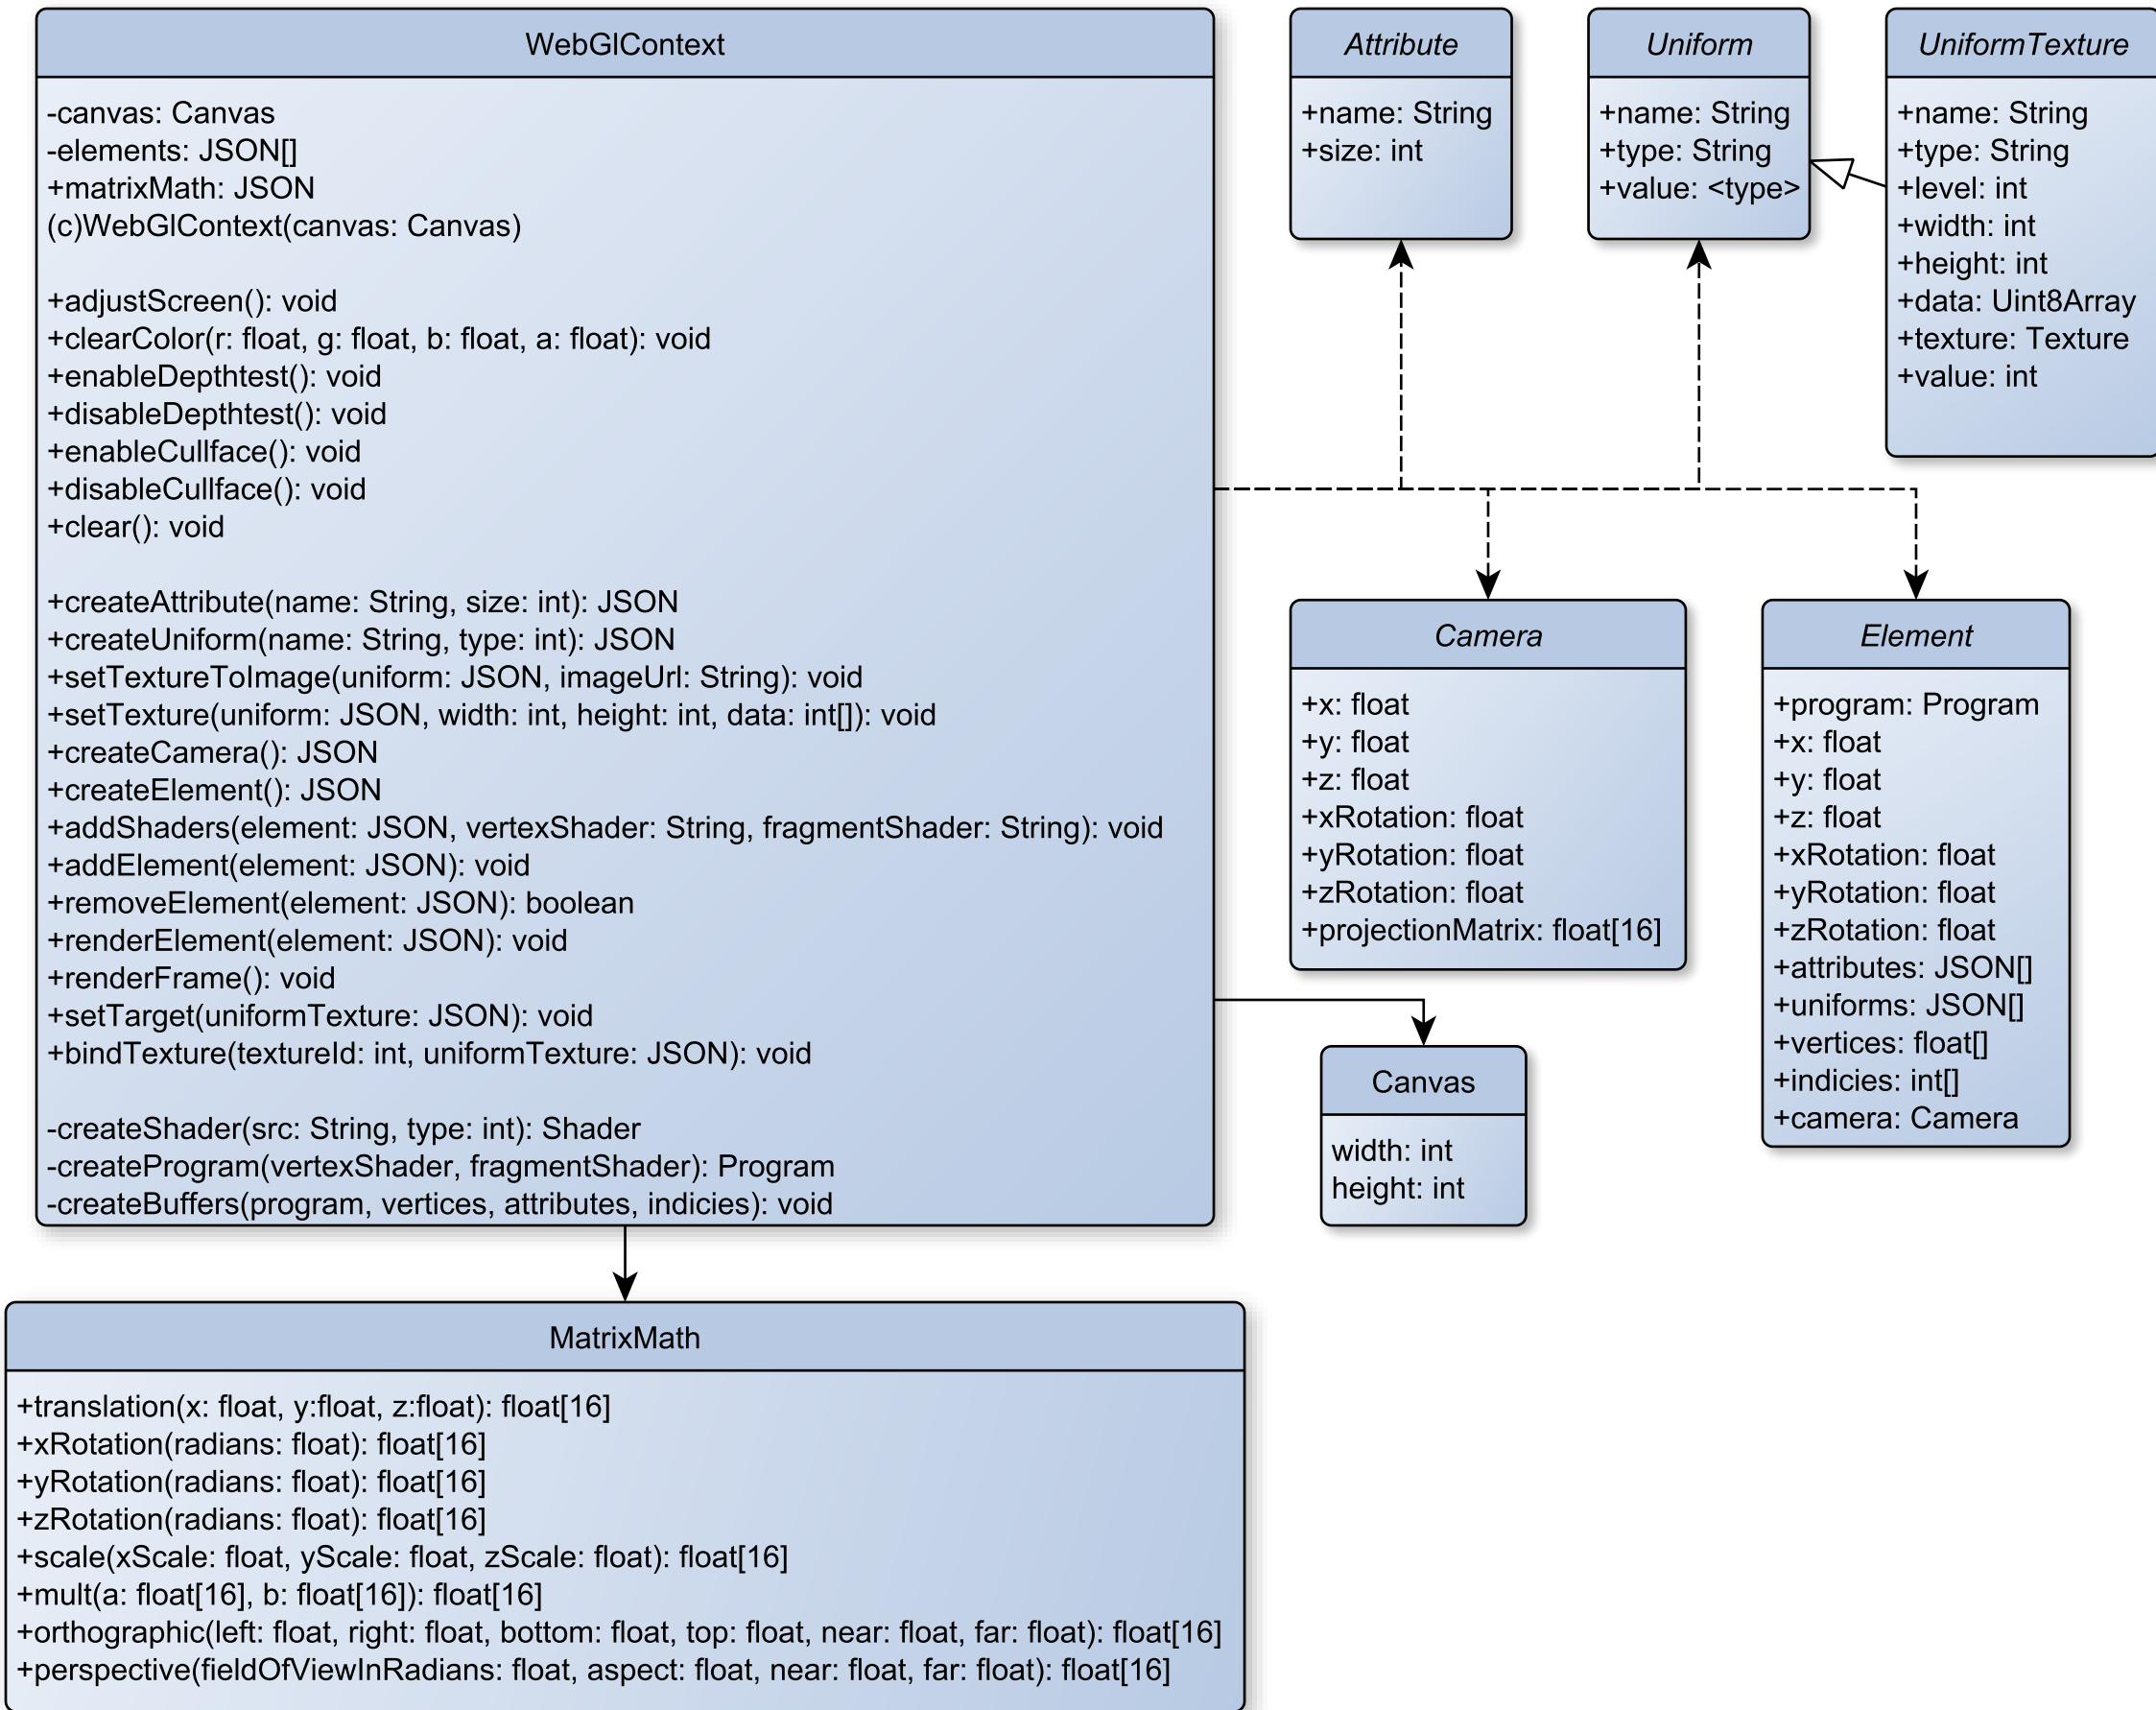 WebGlContext
-canvas: Canvas
-elements: JSON[]
+matrixMath: JSON
(c)WebGlContext(canvas: Canvas)
+adjustScreen(): void
+clearColor(r: float, g: float, b: float, a: float): void
+enableDepthtest(): void
+disableDepthtest(): void
+enableCullface(): void
+disableCullface(): void
+clear(): void
+createAttribute(name: String, size: int): JSON
+createUniform(name: String, type: int): JSON
+setTextureToImage(uniform: JSON, imageUrl: String): void
+setTexture(uniform: JSON, width: int, height: int, data: int[]): void
+createCamera(): JSON
+createElement(): JSON
+addShaders(element: JSON, vertexShader: String, fragmentShader: String): void
+addElement(element: JSON): void
+removeElement(element: JSON): boolean
+renderElement(element: JSON): void
+renderFrame(): void
+setTarget(uniformTexture: JSON): void
+bindTexture(textureId: int, uniformTexture: JSON): void
-createShader(src: String, type: int): Shader
-createProgram(vertexShader, fragmentShader): Program
-createBuffers(program, vertices, attributes, indicies): void
Attribute
+name: String
+size: int
Uniform
+name: String
+type: String
+value: <type>
UniformTexture
+name: String
+type: String
+level: int
+width: int
+height: int
+data: Uint8Array
+texture: Texture
+value: int
Camera
+x: float
+y: float
+z: float
+xRotation: float
+yRotation: float
+zRotation: float
+projectionMatrix: float[16]
Element
+program: Program
+x: float
+y: float
+z: float
+xRotation: float
+yRotation: float
+zRotation: float
+attributes: JSON[]
+uniforms: JSON[]
+vertices: float[]
+indicies: int[]
+camera: Camera
Canvas
width: int
height: int
MatrixMath
+translation(x: float, y:float, z:float): float[16]
+xRotation(radians: float): float[16]
+yRotation(radians: float): float[16]
+zRotation(radians: float): float[16]
+scale(xScale: float, yScale: float, zScale: float): float[16]
+mult(a: float[16], b: float[16]): float[16]
+orthographic(left: float, right: float, bottom: float, top: float, near: float, far: float): float[16]
+perspective(fieldOfViewInRadians: float, aspect: float, near: float, far: float): float[16]